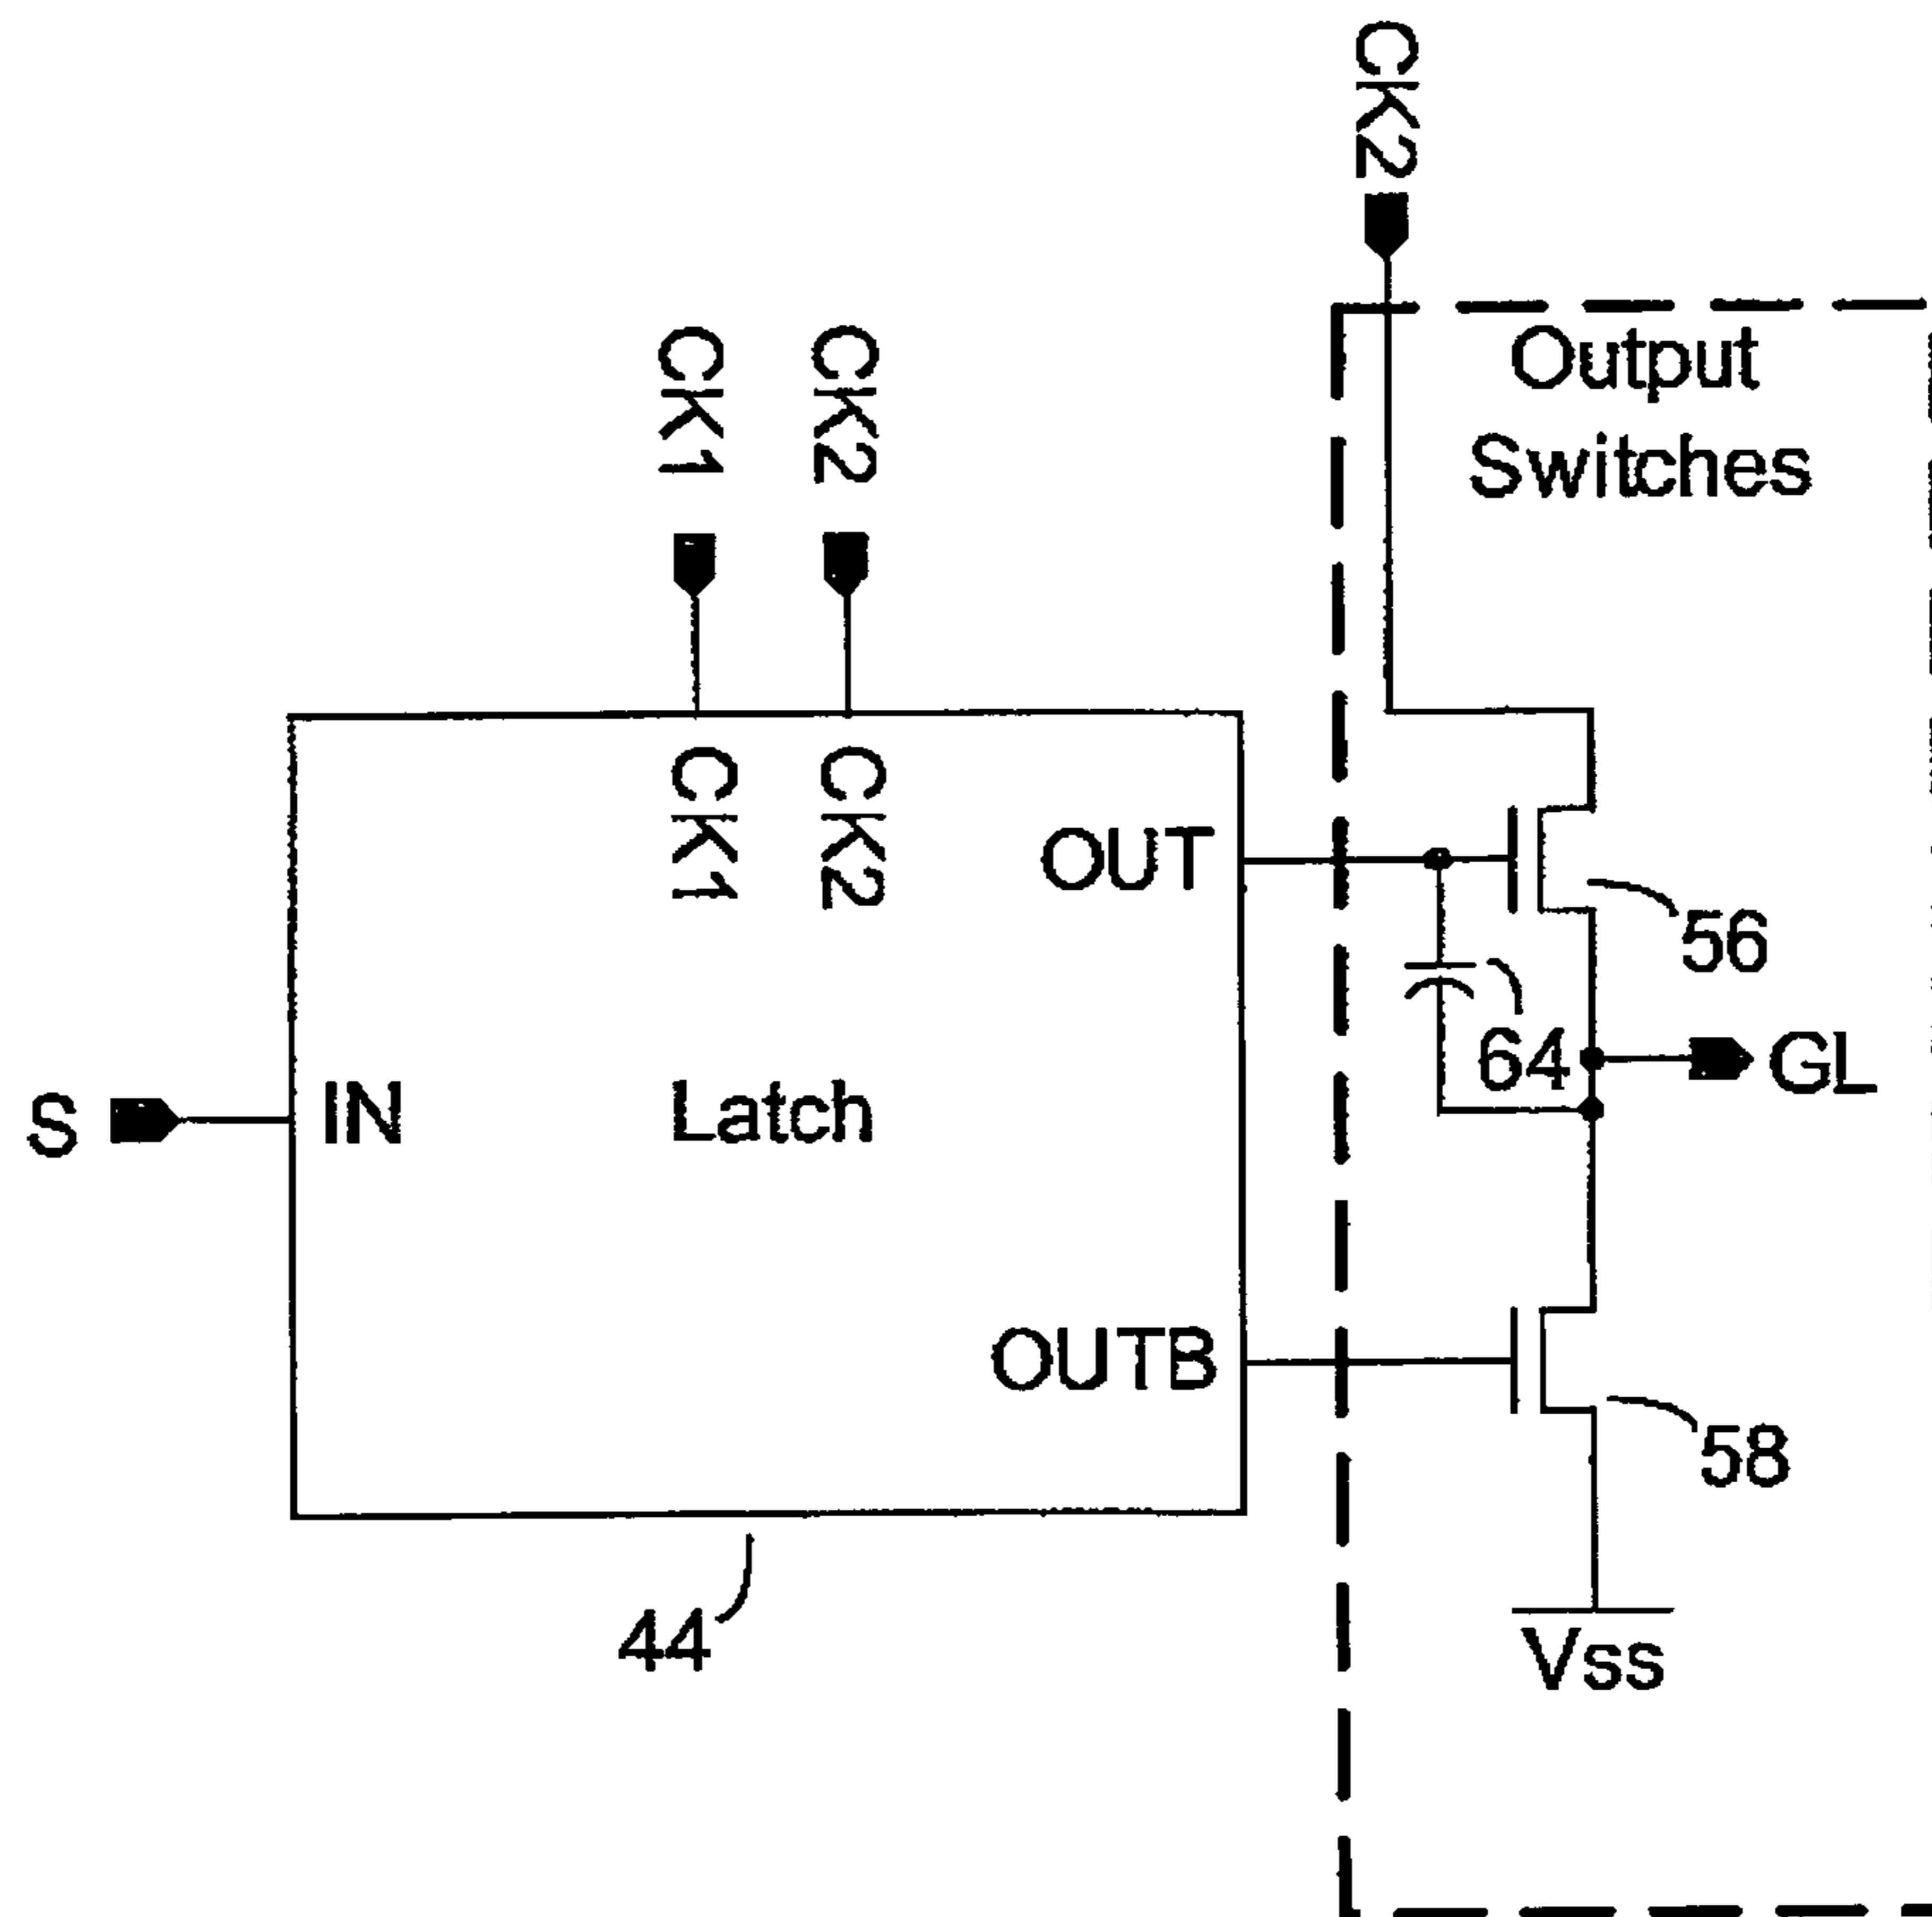 CK2
Output
Switches
CK1
CK2
CK1
CK2
OUT
56
64
GL
S
IN
Latch
OUTB
58
44
Vss